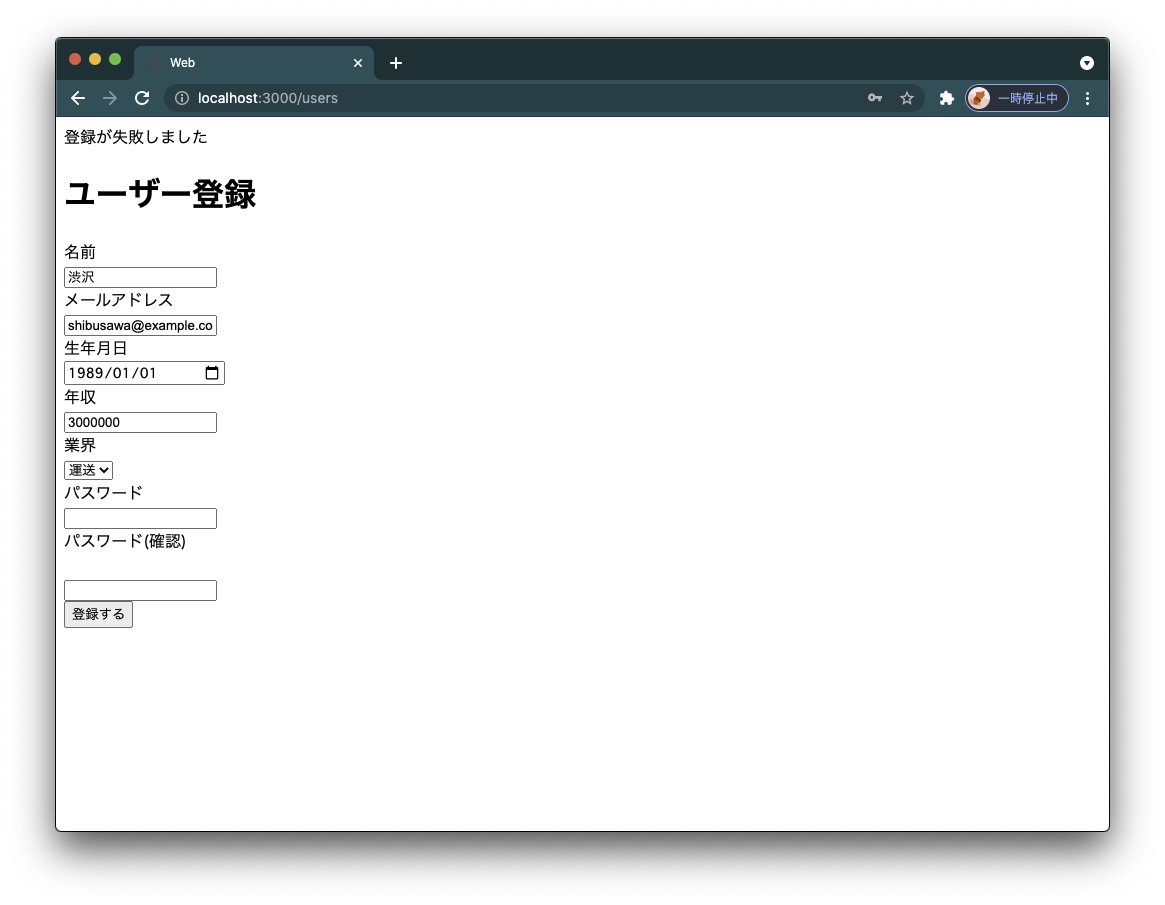 Web
localhost:3000/users
一時停止中
登録が失敗しました
ユーザー登録
名前
渋沢
メールアドレス
shibusawa@example.co
生年月日
1989/01/01
年収
3000000
業界
運送
パスワード
パスワード(確認)
登録する